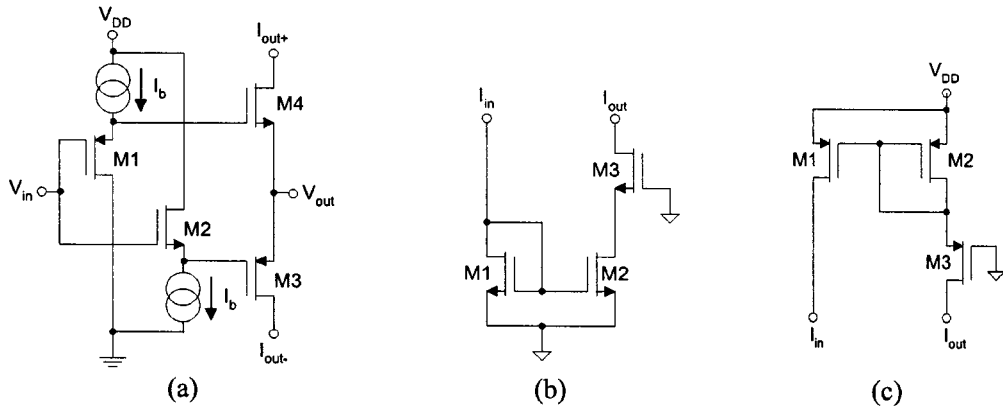 V_DD
I_b
M1
V_in
M2
I_b
I_out+
M4
V_out
M3
I_out-
(a)
I_in
I_out
M3
M1
M2
(b)
V_DD
M1
M2
M3
I_in
I_out
(c)